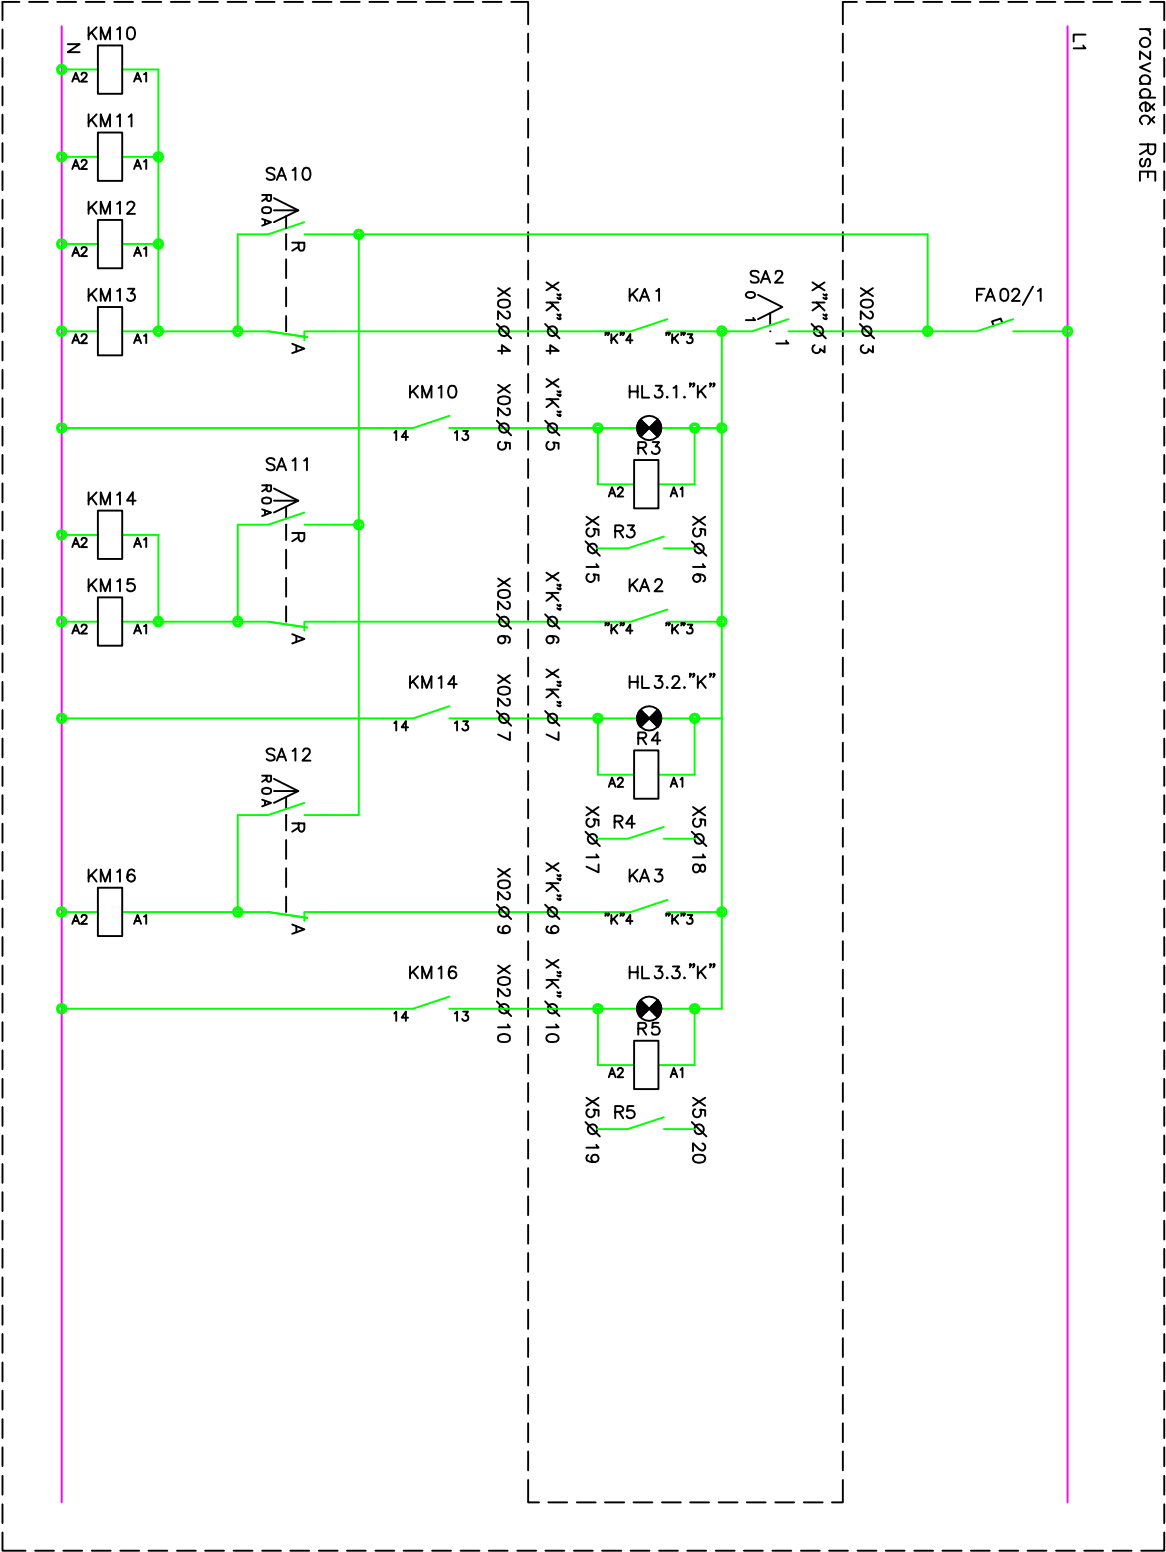 rozvaděč RsE
L1
N
KM10
A2
A1
KM11
A2
A1
SA10
R0A
R
KM12
A2
A1
KM13
A2
A1
A
X02 4
X"K" 4
KA1
"K"4
"K"3
SA2
0 1
1
X"K" 3
X02 3
FA02/1
KM10
14
13
X02 5
X"K" 5
HL3.1."K"
R3
A2
A1
SA11
R0A
R
KM14
A2
A1
X5 15
R3
X5 16
KM15
A2
A1
A
X02 6
X"K" 6
KA2
"K"4
"K"3
KM14
14
13
X02 7
X"K" 7
HL3.2."K"
R4
A2
A1
SA12
R0A
R
X5 17
R4
X5 18
KM16
A2
A1
A
X02 9
X"K" 9
KA3
"K"4
"K"3
KM16
14
13
X02 10
X"K" 10
HL3.3."K"
R5
A2
A1
X5 19
R5
X5 20